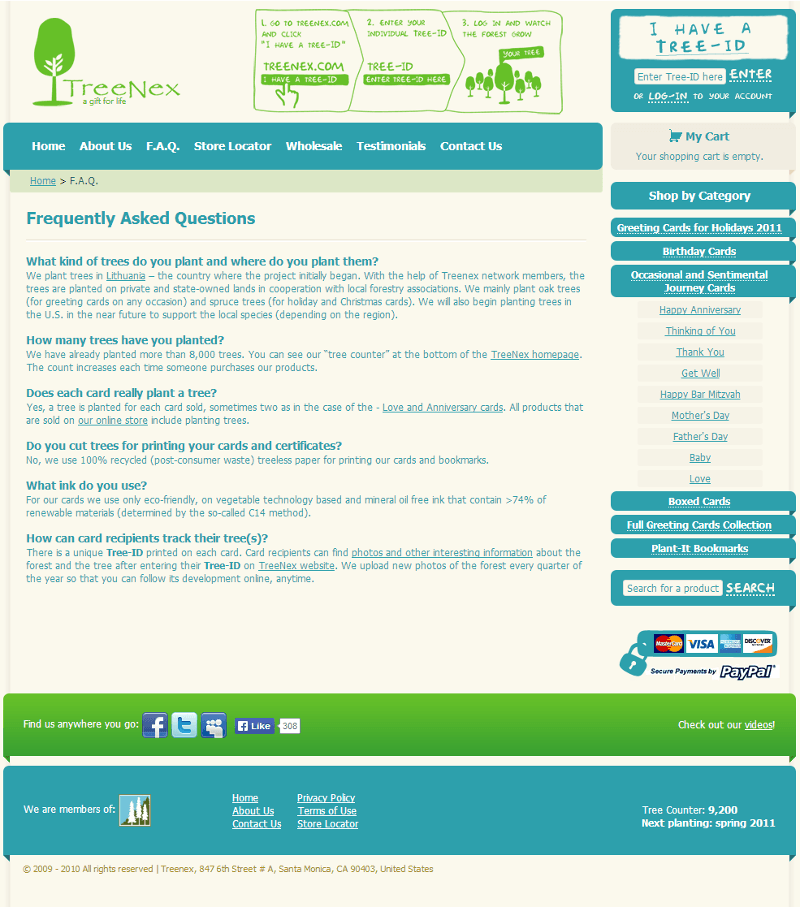 TreeNex
a gift for life
1. GO TO TREENEX.COM
AND CLICK
"I HAVE A TREE-ID"
TREENEX.COM
I HAVE A TREE-ID
2. ENTER YOUR
INDIVIDUAL TREE-ID
TREE-ID
ENTER TREE-ID HERE
3. LOG IN AND WATCH
THE FOREST GROW
YOUR TREE
I HAVE A
TREE-ID
Enter Tree-ID here ENTER
OR LOG-IN TO YOUR ACCOUNT
Home About Us F.A.Q. Store Locator Wholesale Testimonials Contact Us
My Cart
Your shopping cart is empty.
Home > F.A.Q.
Frequently Asked Questions
What kind of trees do you plant and where do you plant them?
We plant trees in Lithuania – the country where the project initially began. With the help of Treenex network members, the
trees are planted on private and state-owned lands in cooperation with local forestry associations. We mainly plant oak trees
(for greeting cards on any occasion) and spruce trees (for holiday and Christmas cards). We will also begin planting trees in
the U.S. in the near future to support the local species (depending on the region).
How many trees have you planted?
We have already planted more than 8,000 trees. You can see our "tree counter" at the bottom of the TreeNex homepage.
The count increases each time someone purchases our products.
Does each card really plant a tree?
Yes, a tree is planted for each card sold, sometimes two as in the case of the - Love and Anniversary cards. All products that
are sold on our online store include planting trees.
Do you cut trees for printing your cards and certificates?
No, we use 100% recycled (post-consumer waste) treeless paper for printing our cards and bookmarks.
What ink do you use?
For our cards we use only eco-friendly, on vegetable technology based and mineral oil free ink that contain >74% of
renewable materials (determined by the so-called C14 method).
How can card recipients track their tree(s)?
There is a unique Tree-ID printed on each card. Card recipients can find photos and other interesting information about the
forest and the tree after entering their Tree-ID on TreeNex website. We upload new photos of the forest every quarter of
the year so that you can follow its development online, anytime.
Shop by Category
Greeting Cards for Holidays 2011
Birthday Cards
Occasional and Sentimental
Journey Cards
Happy Anniversary
Thinking of You
Thank You
Get Well
Happy Bar Mitzvah
Mother's Day
Father's Day
Baby
Love
Boxed Cards
Full Greeting Cards Collection
Plant-It Bookmarks
Search for a product SEARCH
MasterCard VISA AMERICAN EXPRESS DISCOVER
Secure Payments by PayPal
Find us anywhere you go: Like 308
Check out our videos!
We are members of:
Home Privacy Policy
About Us Terms of Use
Contact Us Store Locator
Tree Counter: 9,200
Next planting: spring 2011
© 2009 - 2010 All rights reserved | Treenex, 847 6th Street # A, Santa Monica, CA 90403, United States